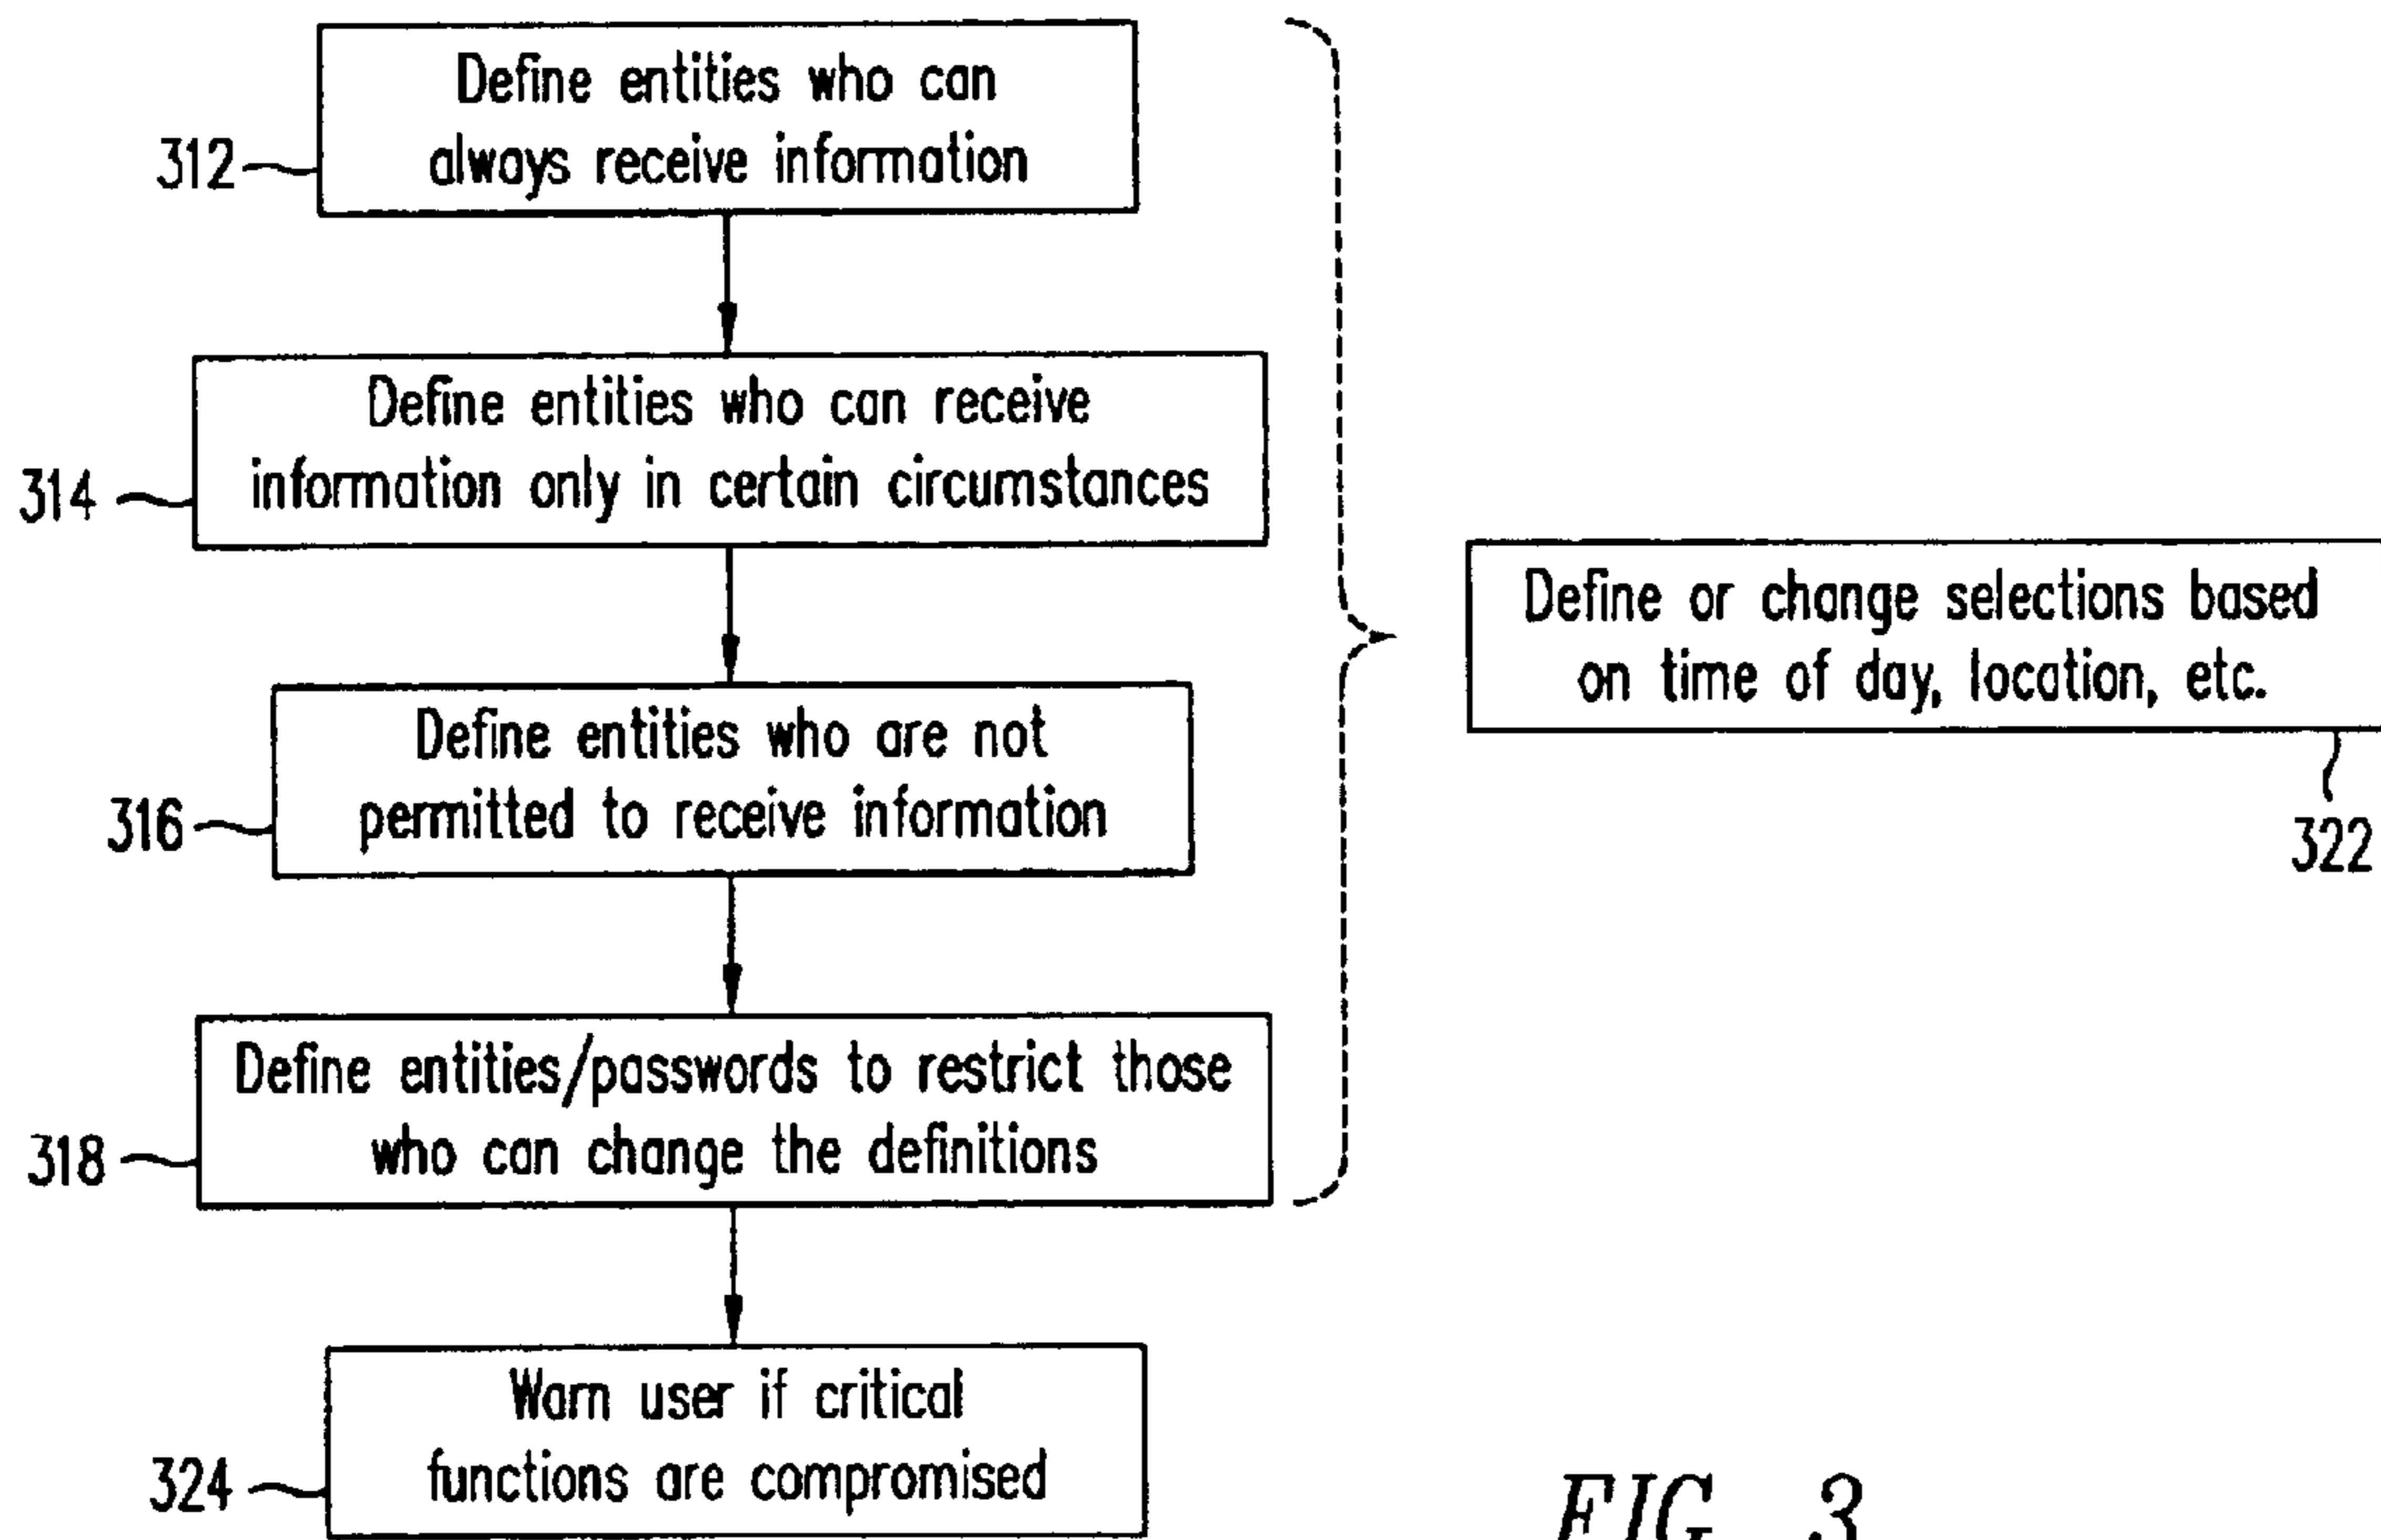 Define entities who can
always receive information
312
Define entities who can receive
information only in certain circumstances
314
Define entities who are not
permitted to receive information
316
Define entities/passwords to restrict those
who can change the definitions
318
Warn user if critical
functions are compromised
324
Define or change selections based
on time of day, location, etc.
322
FIG. 3